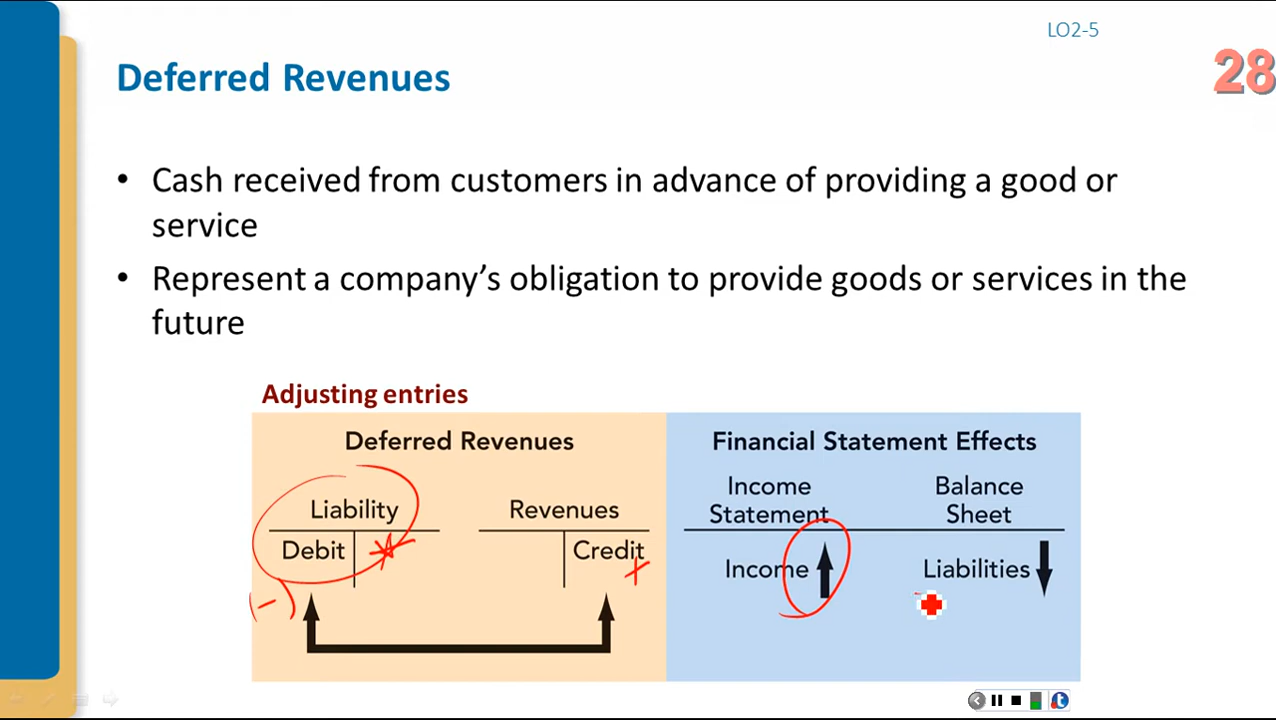 LO2-5
28
Deferred Revenues
• Cash received from customers in advance of providing a good or
service
• Represent a company’s obligation to provide goods or services in the
future
Adjusting entries
Deferred Revenues
Liability
Revenues
Debit
Credit
+
(-)
Financial Statement Effects
Income
Statement
Balance
Sheet
Income
Liabilities